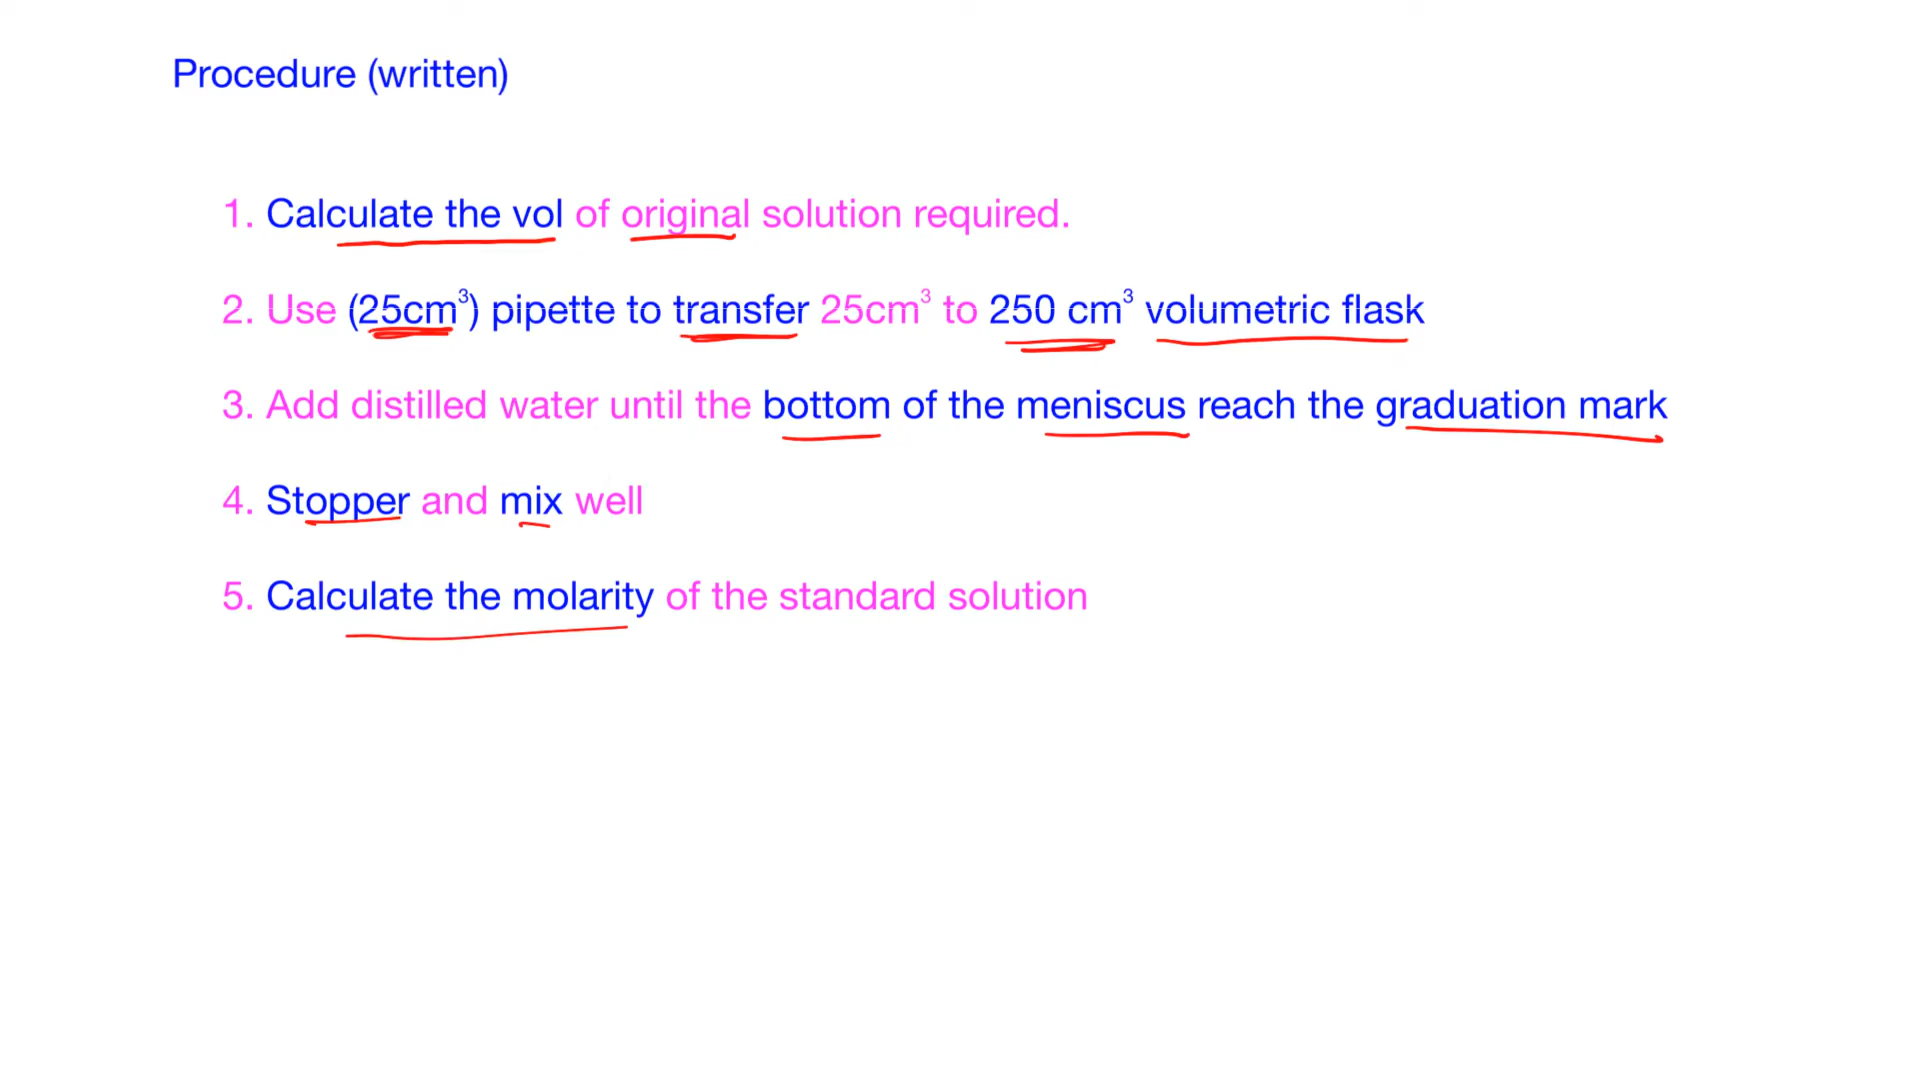 Procedure (written)
1. Calculate the vol of original solution required.
2. Use (25cm³) pipette to transfer 25cm³ to 250 cm³ volumetric flask
3. Add distilled water until the bottom of the meniscus reach the graduation mark
4. Stopper and mix well
5. Calculate the molarity of the standard solution